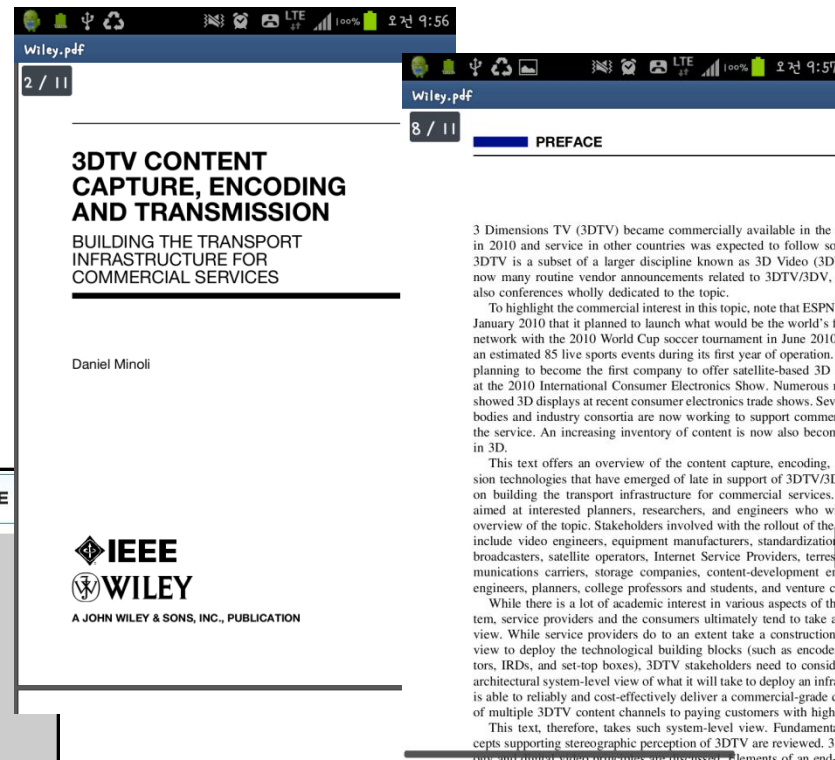 LTE 100% 오전 9:56
Wiley.pdf
2 / 11
3DTV CONTENT
CAPTURE, ENCODING
AND TRANSMISSION
BUILDING THE TRANSPORT
INFRASTRUCTURE FOR
COMMERCIAL SERVICES
Daniel Minoli
IEEE
WILEY
A JOHN WILEY & SONS, INC., PUBLICATION
E
LTE 100% 오전 9:57
Wiley.pdf
8 / 11
PREFACE
3 Dimensions TV (3DTV) became commercially available in the
in 2010 and service in other countries was expected to follow so
3DTV is a subset of a larger discipline known as 3D Video (3D
now many routine vendor announcements related to 3DTV/3DV,
also conferences wholly dedicated to the topic.
To highlight the commercial interest in this topic, note that ESPN
January 2010 that it planned to launch what would be the world's f
network with the 2010 World Cup soccer tournament in June 2010
an estimated 85 live sports events during its first year of operation.
planning to become the first company to offer satellite-based 3D
at the 2010 International Consumer Electronics Show. Numerous
showed 3D displays at recent consumer electronics trade shows. Sev
bodies and industry consortia are now working to support comme
the service. An increasing inventory of content is now also becom
in 3D.
This text offers an overview of the content capture, encoding,
sion technologies that have emerged of late in support of 3DTV/3D
on building the transport infrastructure for commercial services.
aimed at interested planners, researchers, and engineers who w
overview of the topic. Stakeholders involved with the rollout of the
include video engineers, equipment manufacturers, standardization
broadcasters, satellite operators, Internet Service Providers, terres
munications carriers, storage companies, content-development en
engineers, planners, college professors and students, and venture c
While there is a lot of academic interest in various aspects of th
tem, service providers and the consumers ultimately tend to take a
view. While service providers do to an extent take a construction
view to deploy the technological building blocks (such as encode
tors, IRDs, and set-top boxes), 3DTV stakeholders need to consid
architectural system-level view of what it will take to deploy an infra
is able to reliably and cost-effectively deliver a commercial-grade
of multiple 3DTV content channels to paying customers with high
This text, therefore, takes such system-level view. Fundamenta
cepts supporting stereographic perception of 3DTV are reviewed. 3
and digital video principles are discussed. Elements of an end-